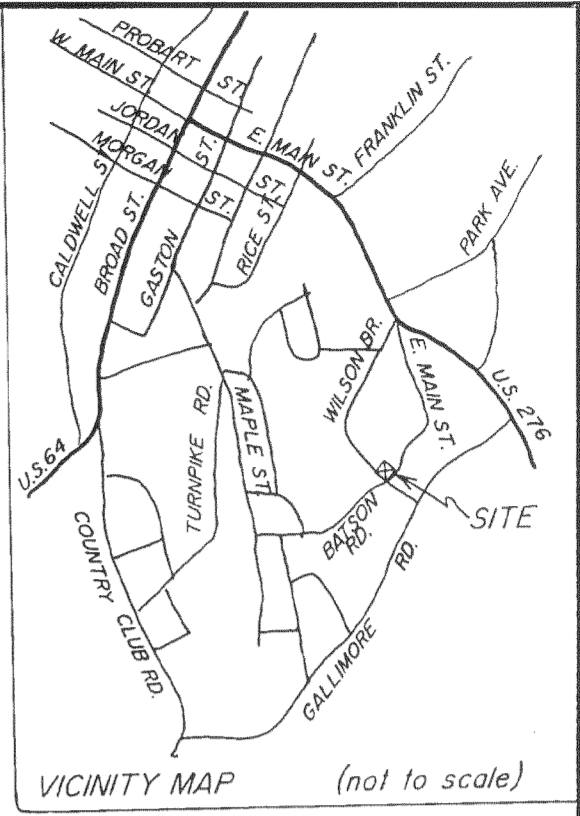 PROBART ST.
W. MAIN ST.
JORDAN ST.
MORGAN ST.
E. MAIN ST.
FRANKLIN ST.
CALDWELL S
BROAD ST.
GASTON ST.
RICE ST.
PARK AVE.
WILSON BR.
E. MAIN ST.
U.S. 276
U.S.64
TURNPIKE RD.
MAPLE ST
BATSON
RD.
SITE
COUNTRY CLUB RD.
GALLIMORE RD.
VICINITY MAP (not to scale)